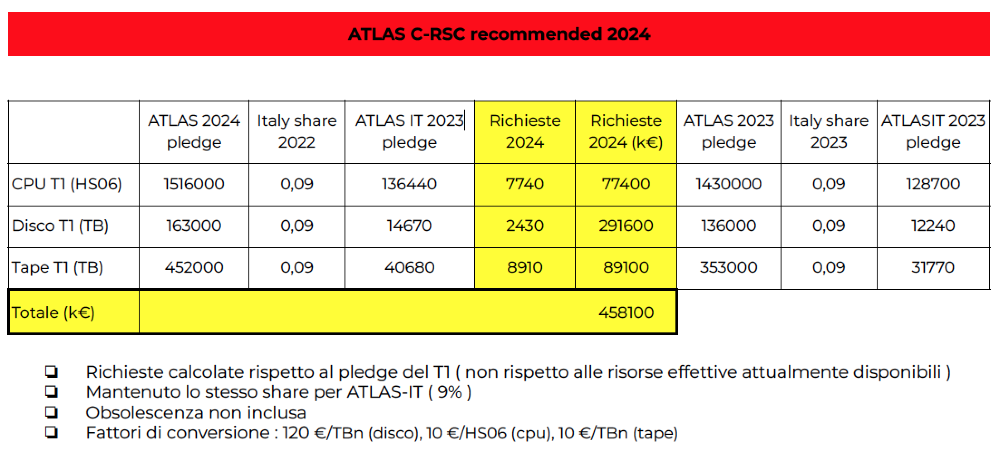 ATLAS C-RSC recommended 2024
ATLAS 2024 pledge Italy share 2022 ATLAS IT 2023 pledge Richieste 2024 Richieste 2024 (k€) ATLAS 2023 pledge Italy share 2023 ATLASIT 2023 pledge
CPU T1 (HS06) 1516000 0,09 136440 7740 77400 1430000 0,09 128700
Disco T1 (TB) 163000 0,09 14670 2430 291600 136000 0,09 12240
Tape T1 (TB) 452000 0,09 40680 8910 89100 353000 0,09 31770
Totale (k€) 458100
❏ Richieste calcolate rispetto al pledge del T1 ( non rispetto alle risorse effettive attualmente disponibili )
❏ Mantenuto lo stesso share per ATLAS-IT ( 9% )
❏ Obsolescenza non inclusa
❏ Fattori di conversione : 120 €/TBn (disco), 10 €/HS06 (cpu), 10 €/TBn (tape)